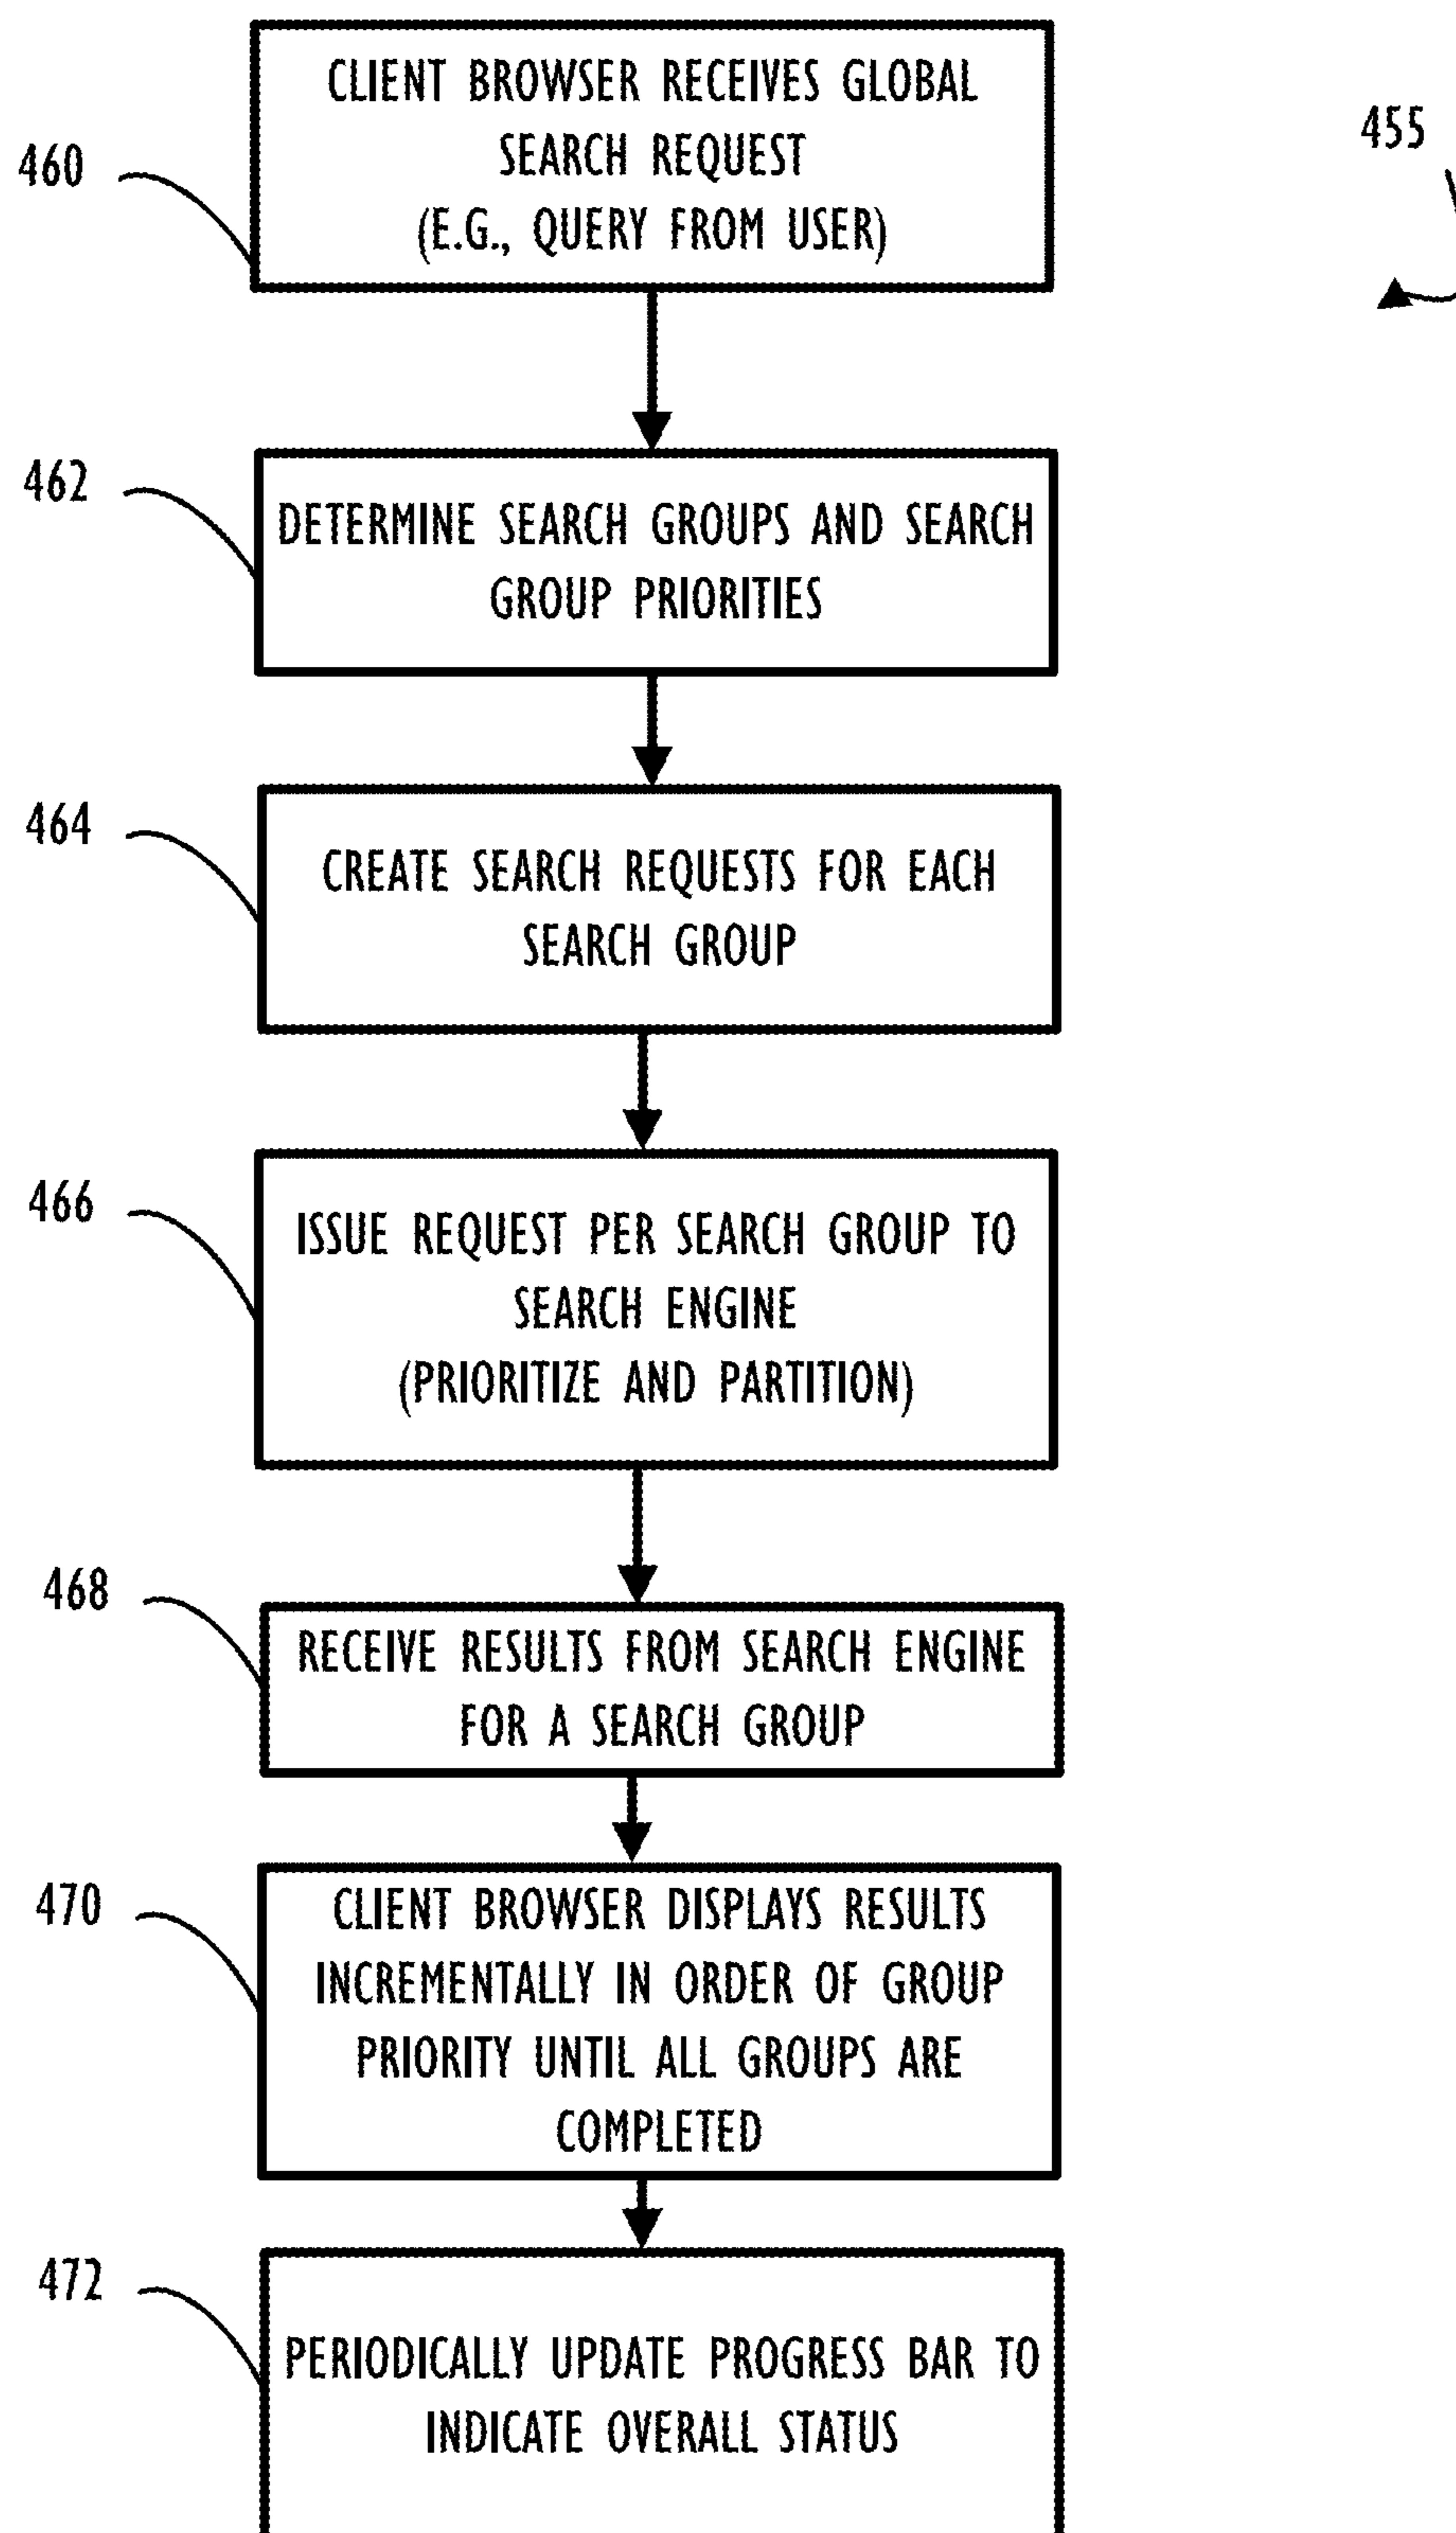 CLIENT BROWSER RECEIVES GLOBAL
SEARCH REQUEST
(E.G., QUERY FROM USER)
460
455
462
DETERMINE SEARCH GROUPS AND SEARCH
GROUP PRIORITIES
464
CREATE SEARCH REQUESTS FOR EACH
SEARCH GROUP
466
ISSUE REQUEST PER SEARCH GROUP TO
SEARCH ENGINE
(PRIORITIZE AND PARTITION)
468
RECEIVE RESULTS FROM SEARCH ENGINE
FOR A SEARCH GROUP
470
CLIENT BROWSER DISPLAYS RESULTS
INCREMENTALLY IN ORDER OF GROUP
PRIORITY UNTIL ALL GROUPS ARE
COMPLETED
472
PERIODICALLY UPDATE PROGRESS BAR TO
INDICATE OVERALL STATUS